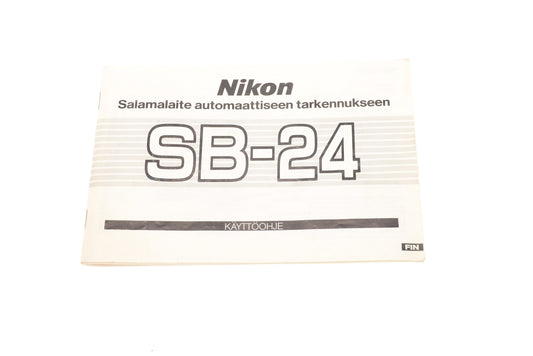 Nikon
Salamalaite automaattiseen tarkennukseen
SB-24
KÄYTTÖOHJE
FIN